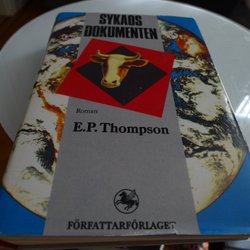 SYKAOS
DOKUMENTEN
Roman
E.P. Thompson
FÖRFATTARFÖRLAGET